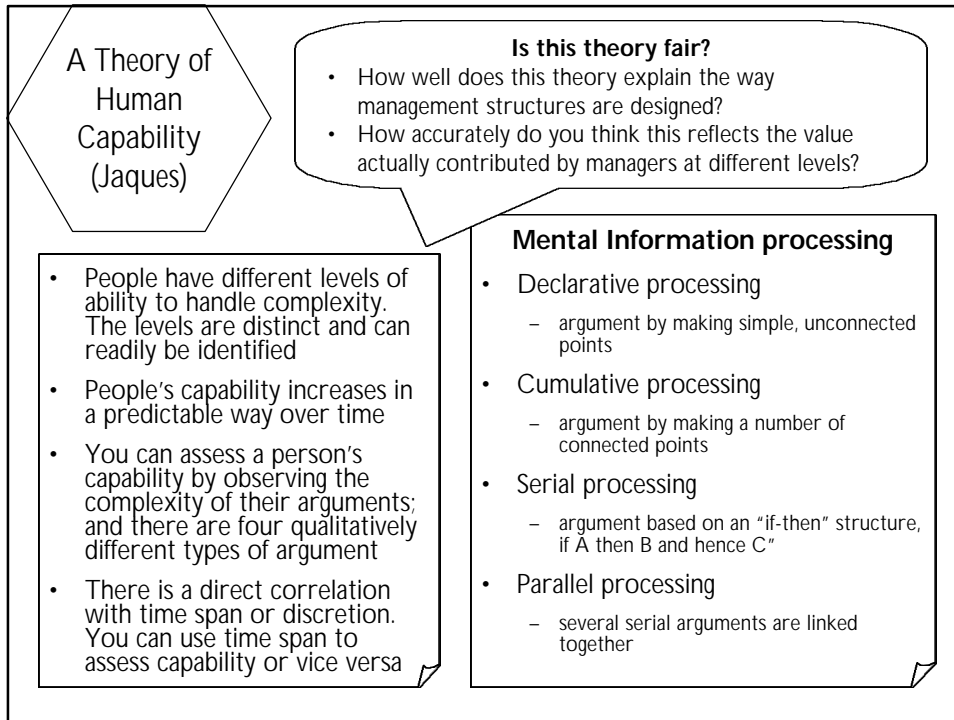 A Theory of
Human
Capability
(Jaques)
Is this theory fair?
• How well does this theory explain the way
management structures are designed?
• How accurately do you think this reflects the value
actually contributed by managers at different levels?
• People have different levels of
ability to handle complexity.
The levels are distinct and can
readily be identified
• People’s capability increases in
a predictable way over time
• You can assess a person’s
capability by observing the
complexity of their arguments;
and there are four qualitatively
different types of argument
• There is a direct correlation
with time span or discretion.
You can use time span to
assess capability or vice versa
Mental Information processing
• Declarative processing
– argument by making simple, unconnected
points
• Cumulative processing
– argument by making a number of
connected points
• Serial processing
– argument based on an “if-then” structure,
if A then B and hence C”
• Parallel processing
– several serial arguments are linked
together